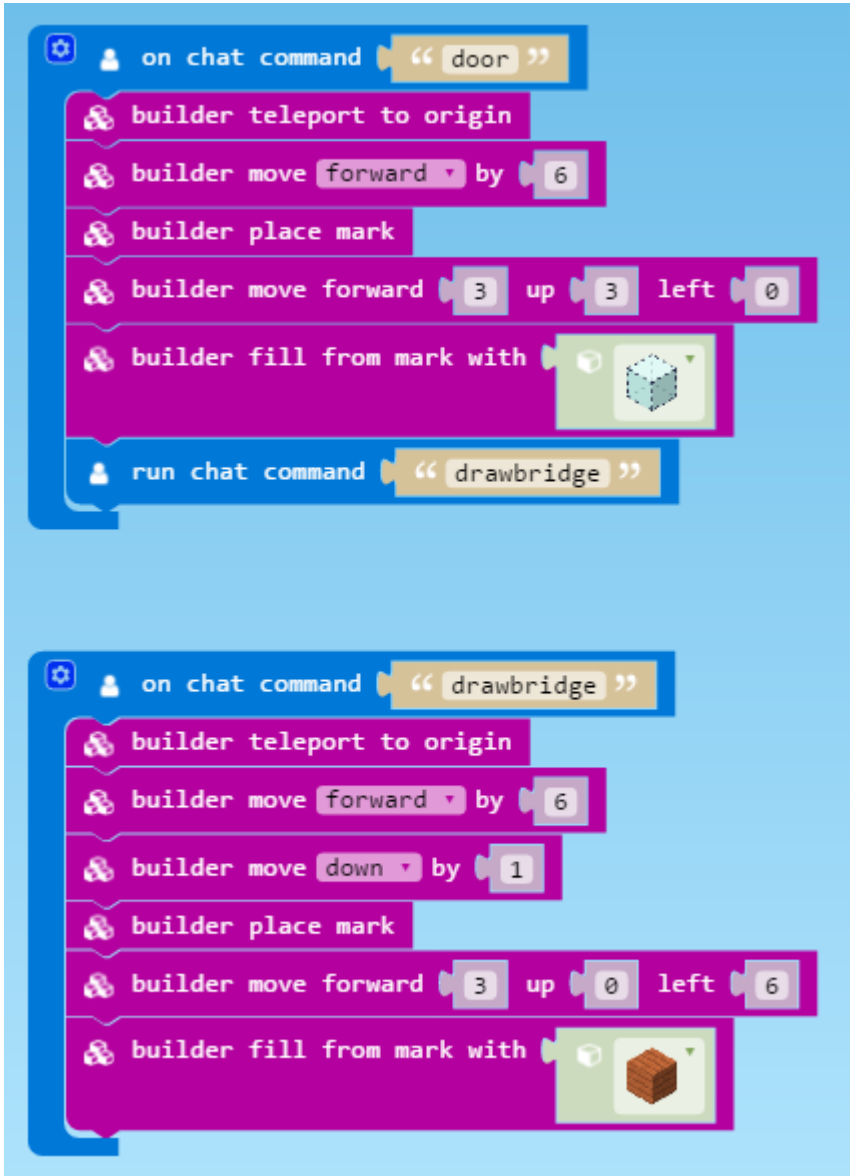 on chat command “ door ”
builder teleport to origin
builder move forward by 6
builder place mark
builder move forward 3 up 3 left 0
builder fill from mark with
run chat command “ drawbridge ”
on chat command “ drawbridge ”
builder teleport to origin
builder move forward by 6
builder move down by 1
builder place mark
builder move forward 3 up 0 left 6
builder fill from mark with